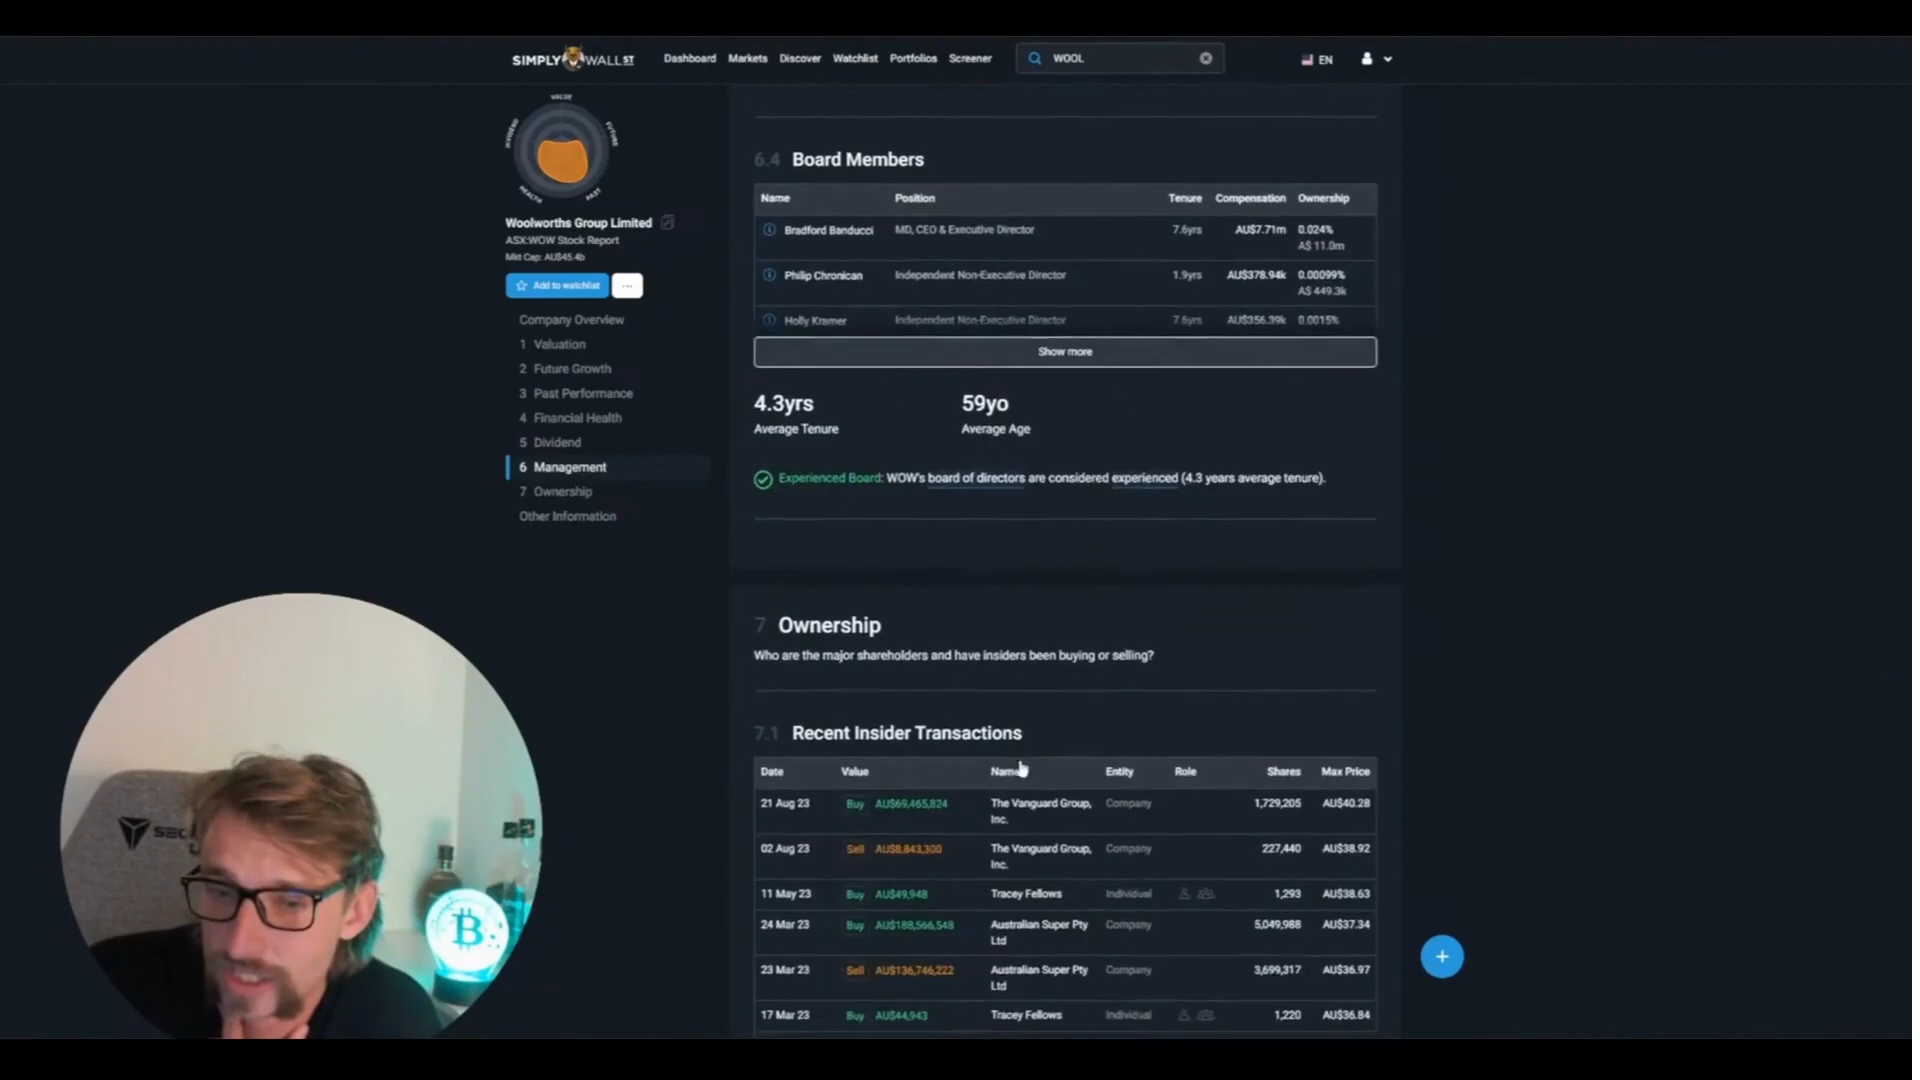 SIMPLY WALL ST
Dashboard Markets Discover Watchlist Portfolios Screener
WOOL
EN
VALUE
FUTURE
PAST
HEALTH
DIVIDEND
Woolworths Group Limited
ASX:WOW Stock Report
Mkt Cap: AU$45.4b
Add to watchlist
...
Company Overview
1 Valuation
2 Future Growth
3 Past Performance
4 Financial Health
5 Dividend
6 Management
7 Ownership
Other Information
6.4 Board Members
Name Position Tenure Compensation Ownership
Bradford Banducci MD, CEO & Executive Director 7.6yrs AU$7.71m 0.024%
A$ 11.0m
Philip Chronican Independent Non-Executive Director 1.9yrs AU$378.94k 0.00099%
A$ 449.3k
Holly Kramer Independent Non-Executive Director 7.6yrs AU$356.39k 0.0015%
Show more
4.3yrs 59yo
Average Tenure Average Age
Experienced Board: WOW's board of directors are considered experienced (4.3 years average tenure).
7 Ownership
Who are the major shareholders and have insiders been buying or selling?
7.1 Recent Insider Transactions
Date Value Name Entity Role Shares Max Price
21 Aug 23 Buy AU$69,465,824 The Vanguard Group, Company 1,729,205 AU$40.28
Inc.
02 Aug 23 Sell AU$8,843,300 The Vanguard Group, Company 227,440 AU$38.92
Inc.
11 May 23 Buy AU$49,948 Tracey Fellows Individual 1,293 AU$38.63
24 Mar 23 Buy AU$188,566,548 Australian Super Pty Company 5,049,988 AU$37.34
Ltd
23 Mar 23 Sell AU$136,746,222 Australian Super Pty Company 3,699,317 AU$36.97
Ltd
17 Mar 23 Buy AU$44,943 Tracey Fellows Individual 1,220 AU$36.84